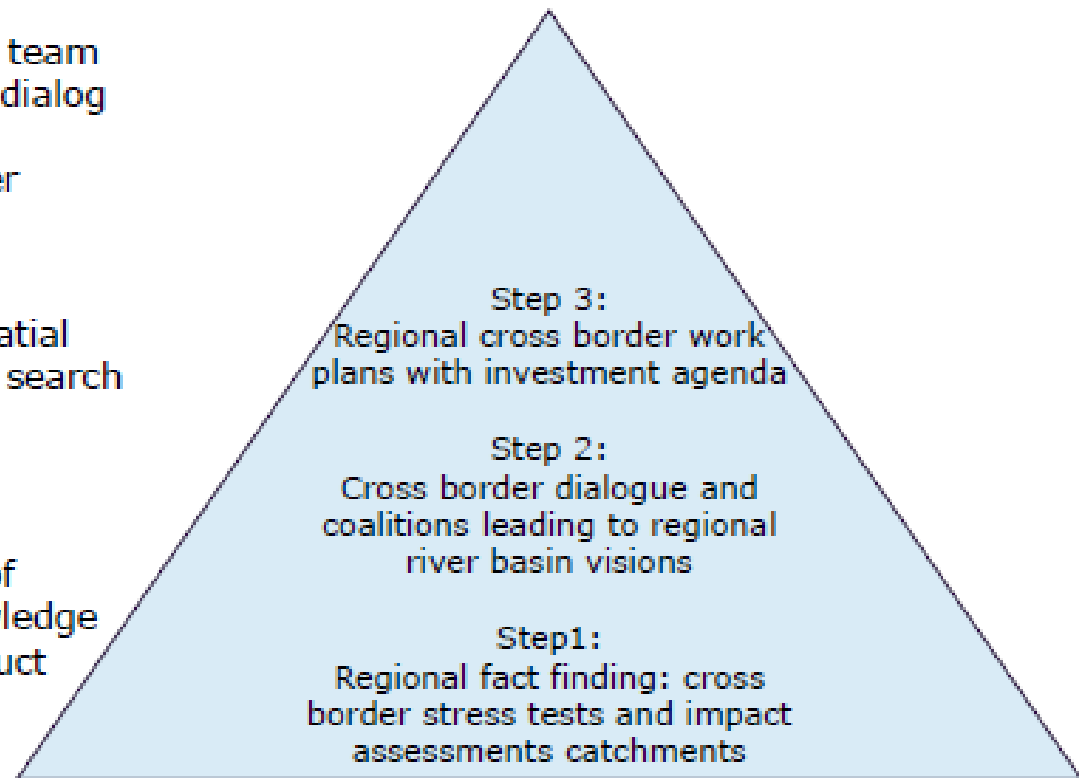 team
dialog
er
atial
search
of
ledge
uct
Step 3:
Regional cross border work
plans with investment agenda
Step 2:
Cross border dialogue and
coalitions leading to regional
river basin visions
Step1:
Regional fact finding: cross
border stress tests and impact
assessments catchments